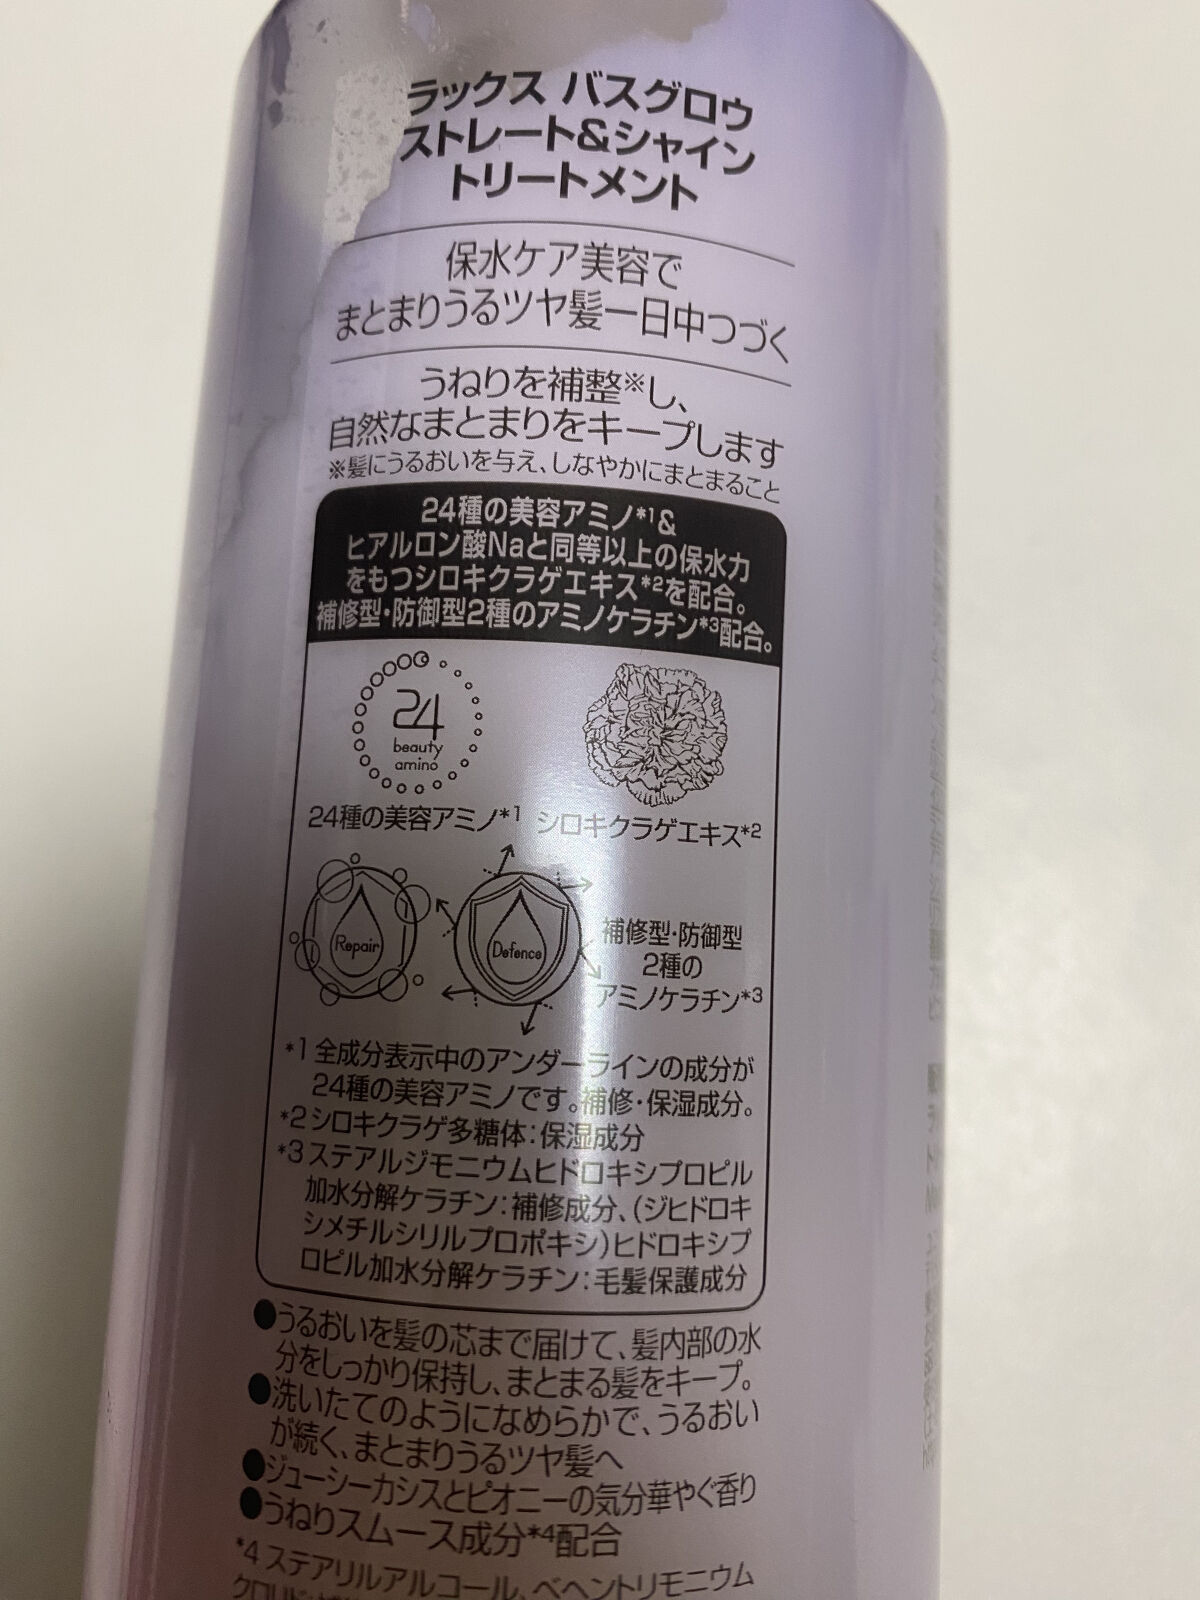 ラックス バスグロウ
ストレート&シャイン
トリートメント
保水ケア美容で
まとまりうるツヤ髪一日中つづく
うねりを補整※し、
自然なまとまりをキープします
※髪にうるおいを与え、しなやかにまとまること
24種の美容アミノ*1&
ヒアルロン酸Naと同等以上の保水力
をもつシロキクラゲエキス*2を配合。
補修型・防御型2種のアミノケラチン*3配合。
24
beauty
amino
24種の美容アミノ*1 シロキクラゲエキス*2
Repair
Defence
補修型・防御型
2種の
アミノケラチン*3
*1 全成分表示中のアンダーラインの成分が
24種の美容アミノです。補修・保湿成分。
*2 シロキクラゲ多糖体：保湿成分
*3 ステアルジモニウムヒドロキシプロピル
加水分解ケラチン：補修成分、(ジヒドロキ
シメチルシリルプロポキシ)ヒドロキシプ
ロピル加水分解ケラチン：毛髪保護成分
●うるおいを髪の芯まで届けて、髪内部の水
分をしっかり保持し、まとまる髪をキープ。
●洗いたてのようになめらかで、うるおい
が続く、まとまりうるツヤ髪へ
●ジューシーカシスとピオニーの気分華やぐ香り
●うねりスムース成分*4配合
*4 ステアリルアルコール、ベヘントリモニウム